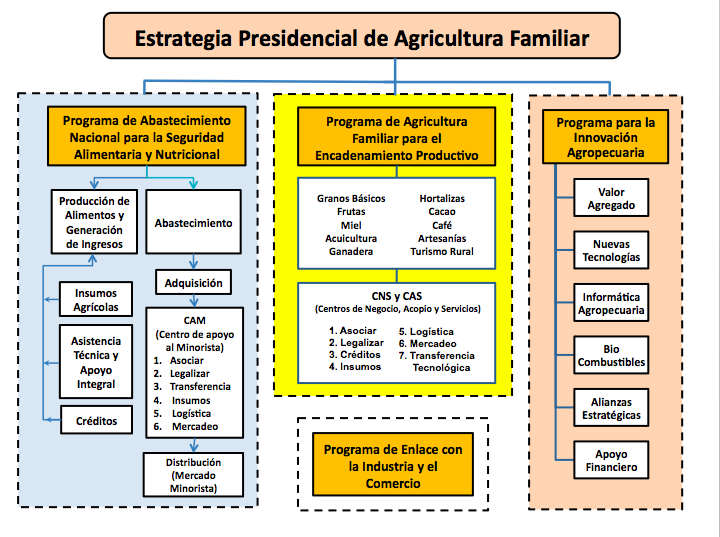 Estrategia Presidencial de Agricultura Familiar
Programa de Abastecimiento
Nacional para la Seguridad
Alimentaria y Nutricional
Producción de
Alimentos y
Generación
de Ingresos
Abastecimiento
Adquisición
Insumos
Agrícolas
Asistencia
Técnica y
Apoyo
Integral
Créditos
CAM
(Centro de apoyo
al Minorista)
1. Asociar
2. Legalizar
3. Transferencia
4. Insumos
5. Logística
6. Mercadeo
Distribución
(Mercado
Minorista)
Programa de Agricultura
Familiar para el
Encadenamiento Productivo
Granos Básicos
Frutas
Miel
Acuicultura
Ganadera
Hortalizas
Cacao
Café
Artesanías
Turismo Rural
CNS y CAS
(Centros de Negocio, Acopio y Servicios)
1. Asociar
2. Legalizar
3. Créditos
4. Insumos
5. Logística
6. Mercadeo
7. Transferencia
Tecnológica
Programa de Enlace con
la Industria y el
Comercio
Programa para la
Innovación
Agropecuaria
Valor
Agregado
Nuevas
Tecnologías
Informática
Agropecuaria
Bio
Combustibles
Alianzas
Estratégicas
Apoyo
Financiero